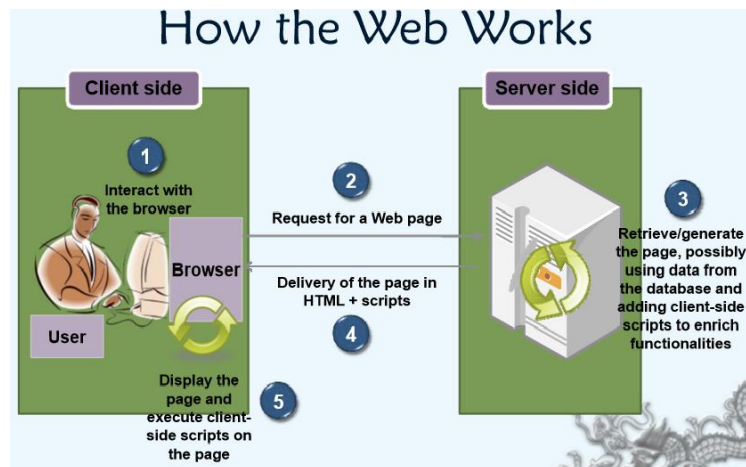 How the Web Works
Client side
Server side
1
Interact with
the browser
2
Request for a Web page
3
Retrieve/generate
the page, possibly
using data from
the database and
adding client-side
scripts to enrich
functionalities
Browser
User
Delivery of the page in
HTML + scripts
4
Display the
page and
execute client-
side scripts on
the page
5